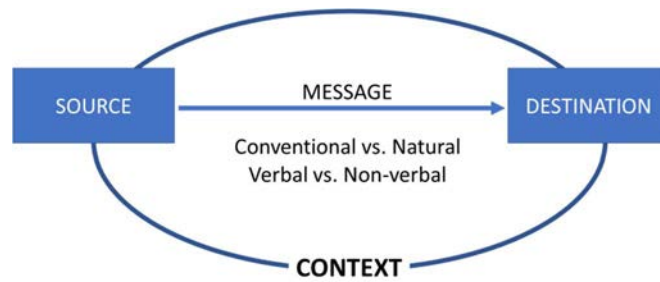 MESSAGE
SOURCE
DESTINATION
Conventional vs. Natural
Verbal vs. Non-verbal
CONTEXT